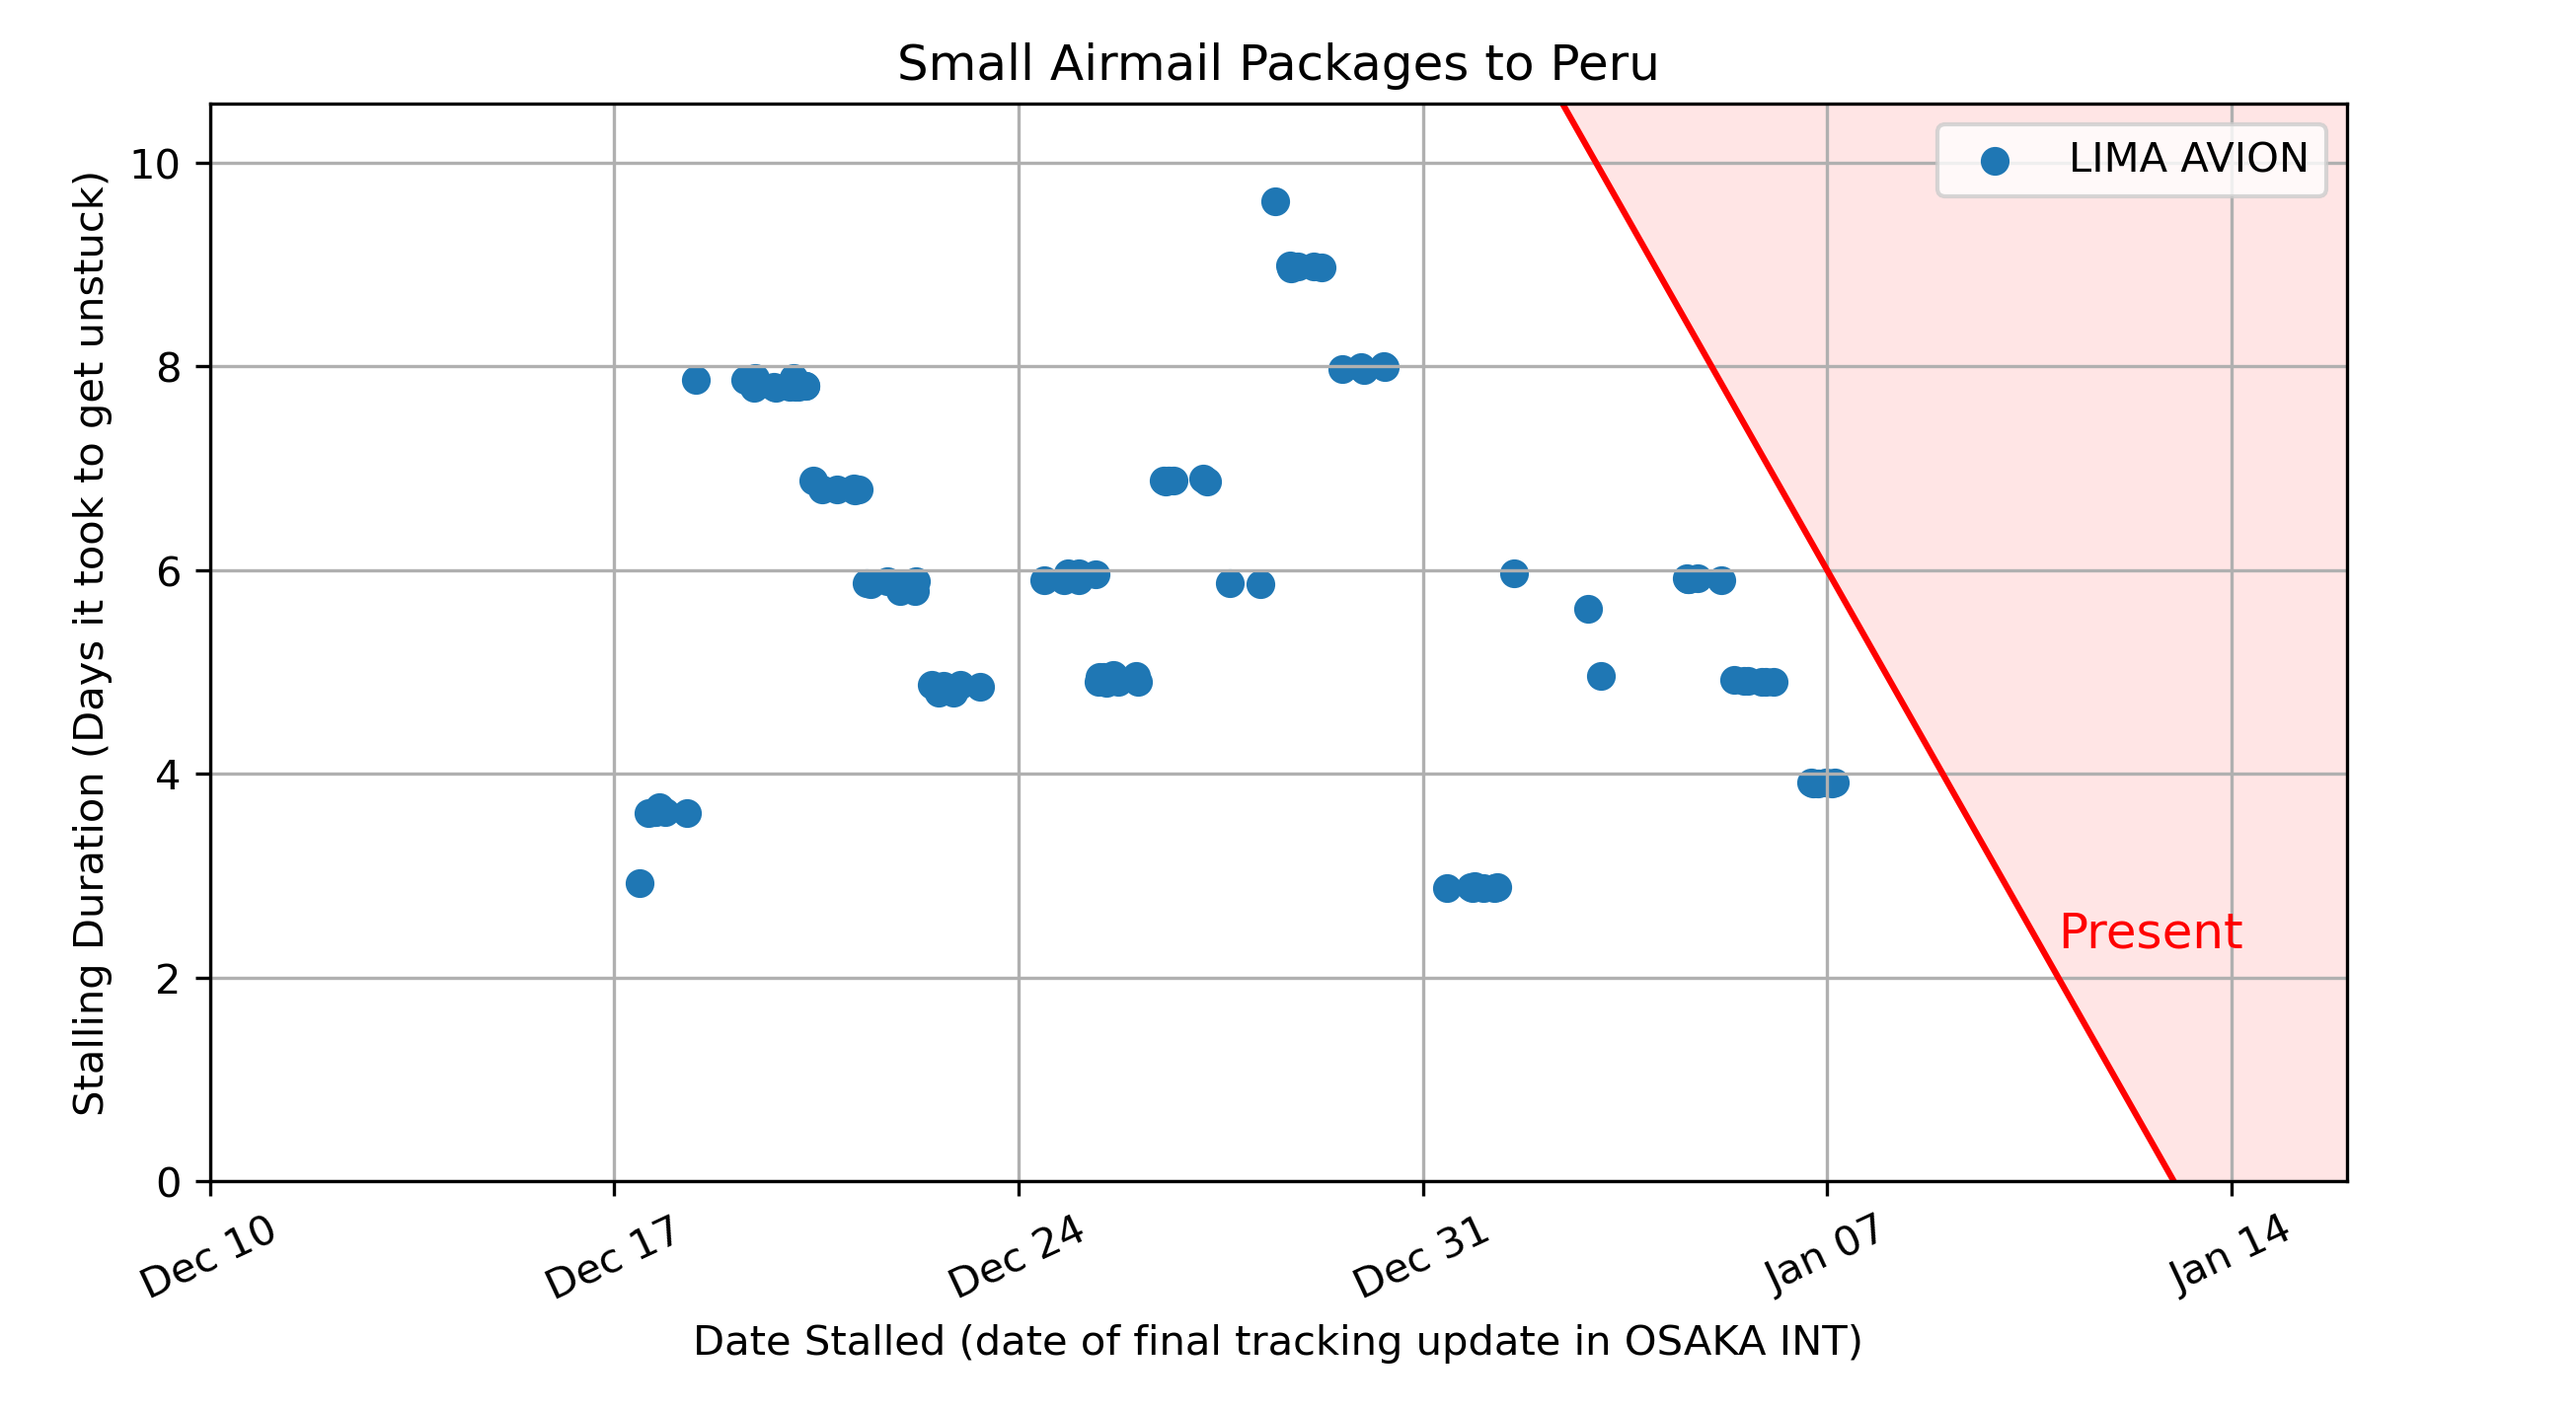 Small Airmail Packages to Peru
LIMA AVION
Stalling Duration (Days it took to get unstuck)
10
8
6
4
2
0
Present
Dec 10
Dec 17
Dec 24
Dec 31
Jan 07
Jan 14
Date Stalled (date of final tracking update in OSAKA INT)